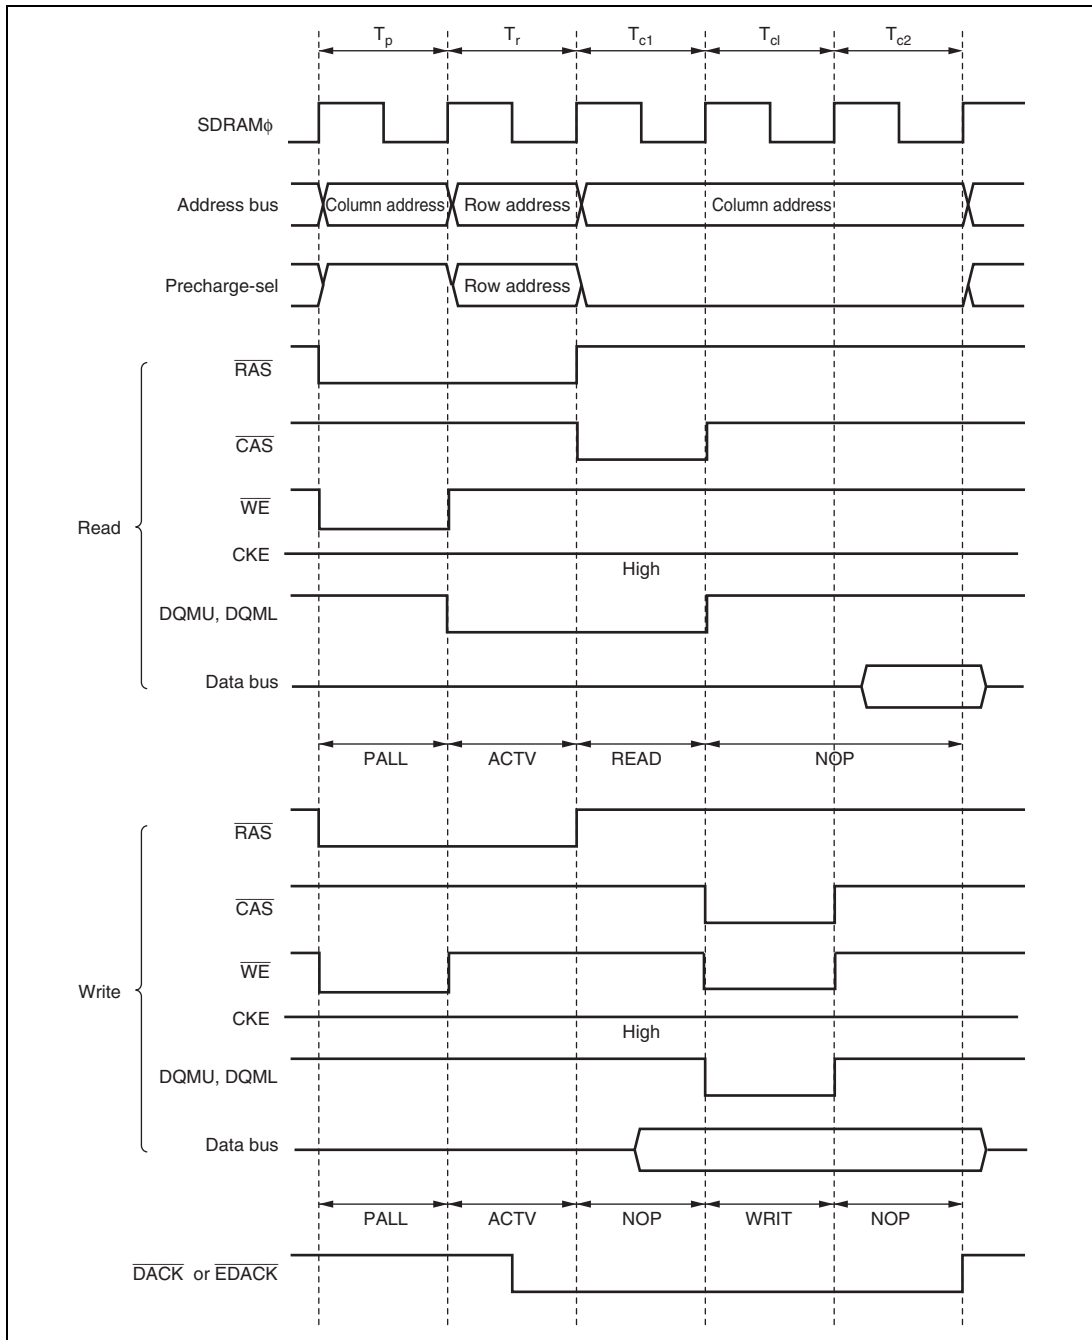 Tp Tr Tc1 Tcl Tc2
SDRAMϕ
Address bus Column address Row address Column address
Precharge-sel Row address
RAS
CAS
WE
Read
CKE
High
DQMU, DQML
Data bus
PALL ACTV READ NOP
RAS
CAS
WE
Write
CKE
High
DQMU, DQML
Data bus
PALL ACTV NOP WRIT NOP
DACK or EDACK